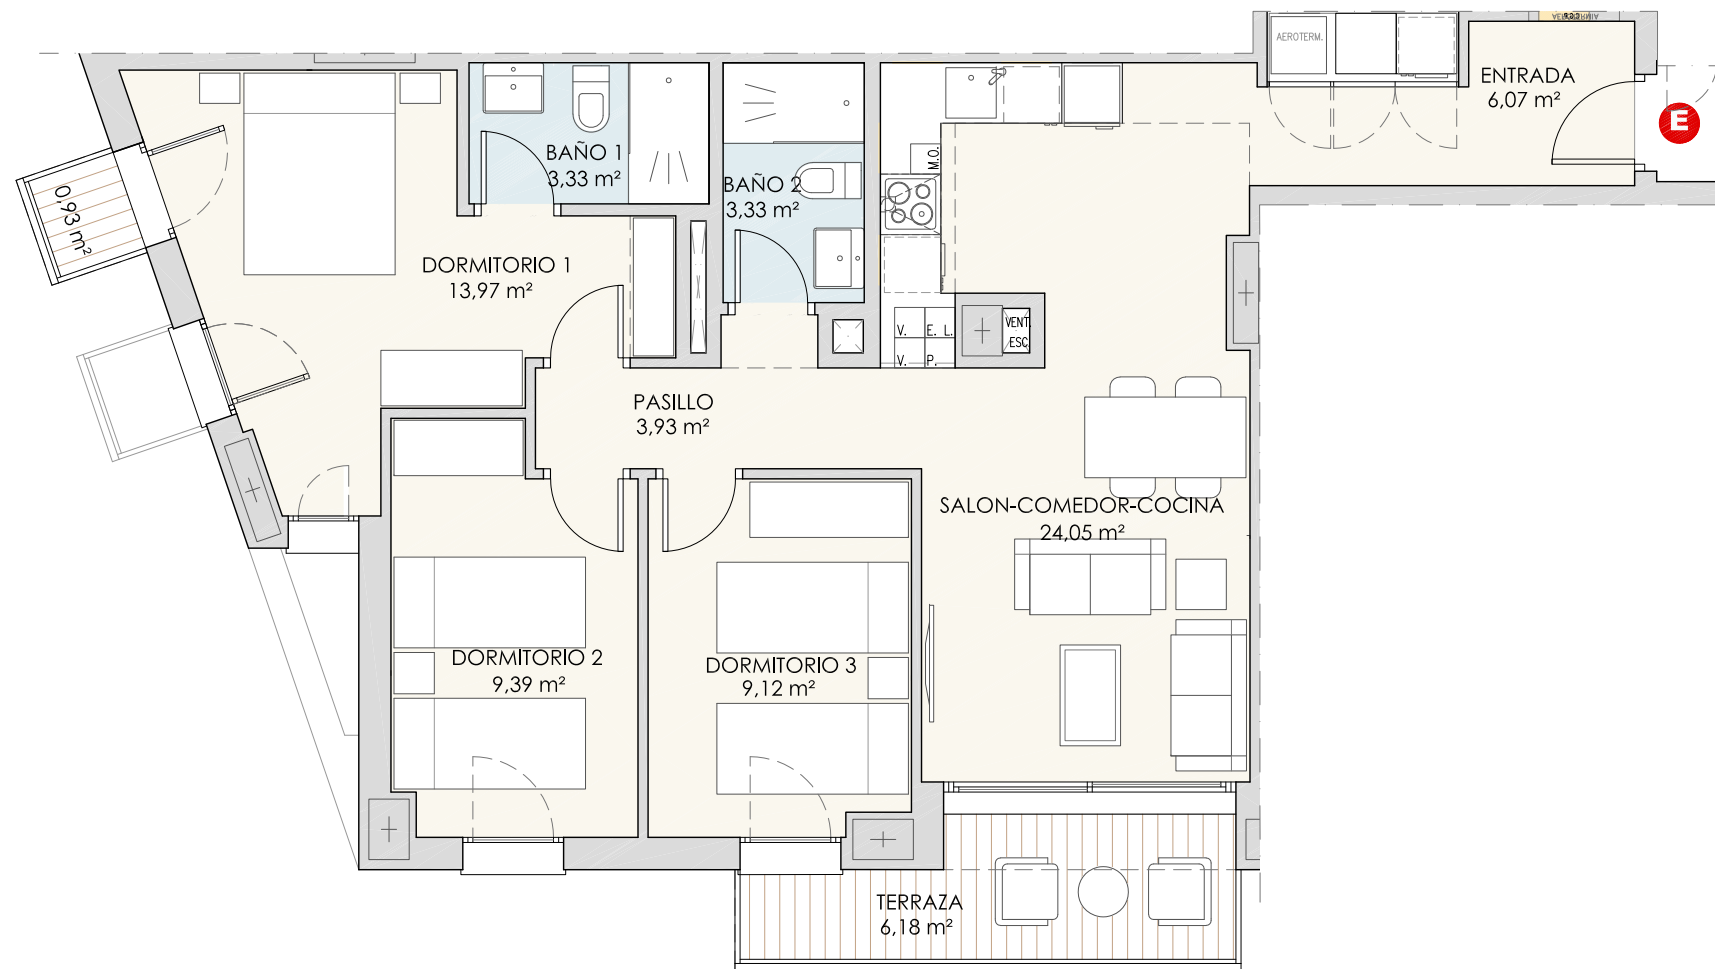 AEROTERM.
ENTRADA
6,07 m²
E
BAÑO 1
3,33 m²
BAÑO 2
3,33 m²
M.O.
0,93 m²
DORMITORIO 1
13,97 m²
V. E. L.
V. P.
VENT.
ESC.
PASILLO
3,93 m²
SALON-COMEDOR-COCINA
24,05 m²
DORMITORIO 2
9,39 m²
DORMITORIO 3
9,12 m²
TERRAZA
6,18 m²